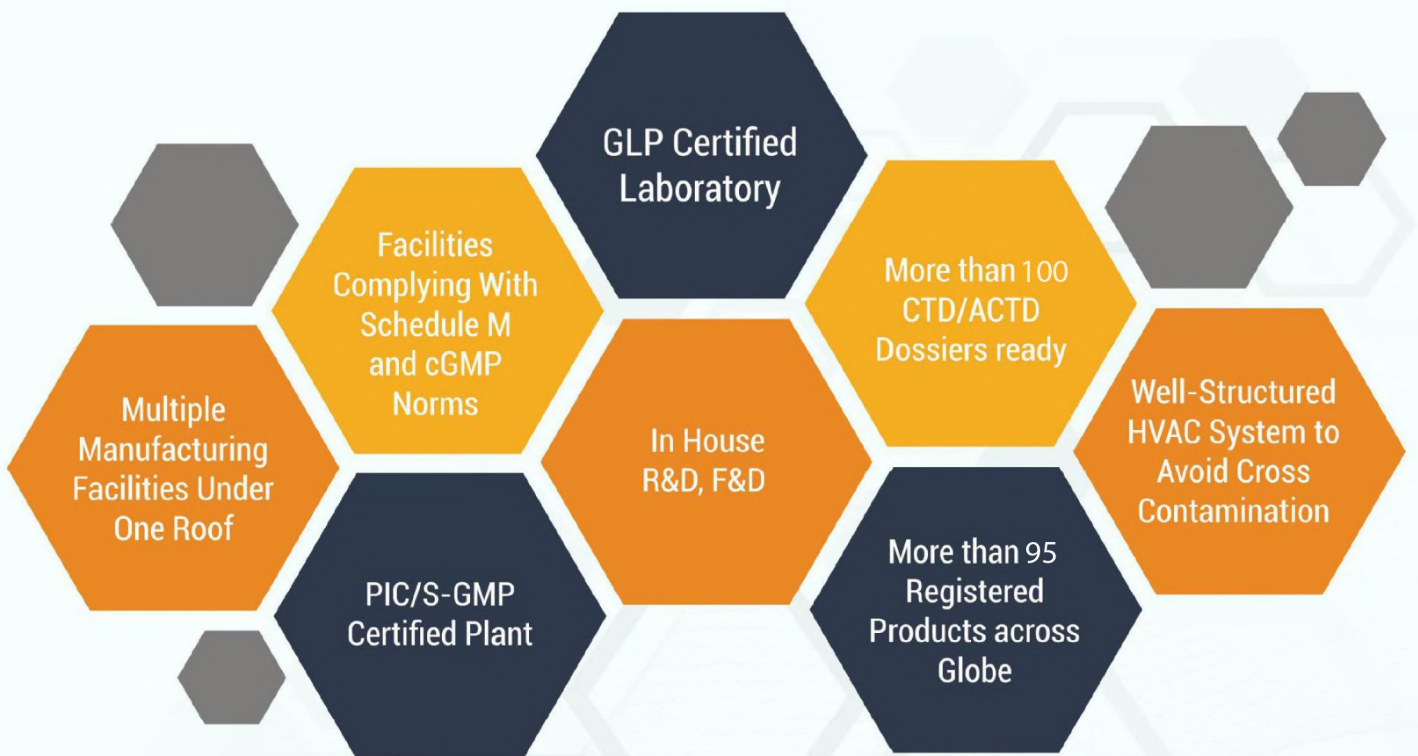 GLP Certified
Laboratory
Facilities
Complying With
Schedule M
and cGMP
Norms
More than 100
CTD/ACTD
Dossiers ready
Multiple
Manufacturing
Facilities Under
One Roof
In House
R&D, F&D
Well-Structured
HVAC System to
Avoid Cross
Contamination
PIC/S-GMP
Certified Plant
More than 95
Registered
Products across
Globe